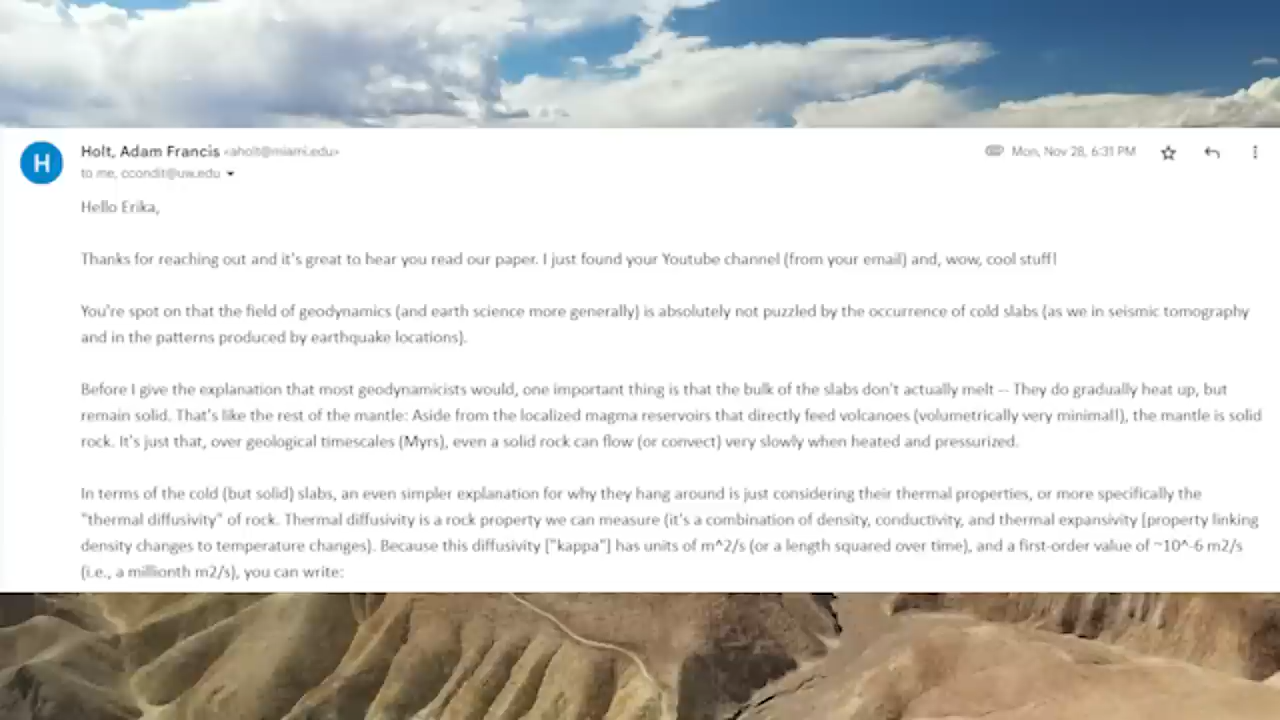 H
Holt, Adam Francis <aholt@miami.edu>
Mon, Nov 28, 6:31 PM
to me, ccondit@uw.edu
Hello Erika,
Thanks for reaching out and it's great to hear you read our paper. I just found your Youtube channel (from your email) and, wow, cool stuff!
You're spot on that the field of geodynamics (and earth science more generally) is absolutely not puzzled by the occurrence of cold slabs (as we in seismic tomography
and in the patterns produced by earthquake locations).
Before I give the explanation that most geodynamicists would, one important thing is that the bulk of the slabs don't actually melt -- They do gradually heat up, but
remain solid. That's like the rest of the mantle: Aside from the localized magma reservoirs that directly feed volcanoes (volumetrically very minimal!), the mantle is solid
rock. It's just that, over geological timescales (Myrs), even a solid rock can flow (or convect) very slowly when heated and pressurized.
In terms of the cold (but solid) slabs, an even simpler explanation for why they hang around is just considering their thermal properties, or more specifically the
"thermal diffusivity" of rock. Thermal diffusivity is a rock property we can measure (it's a combination of density, conductivity, and thermal expansivity [property linking
density changes to temperature changes). Because this diffusivity ["kappa"] has units of m^2/s (or a length squared over time), and a first-order value of ~10^-6 m2/s
(i.e., a millionth m2/s), you can write: